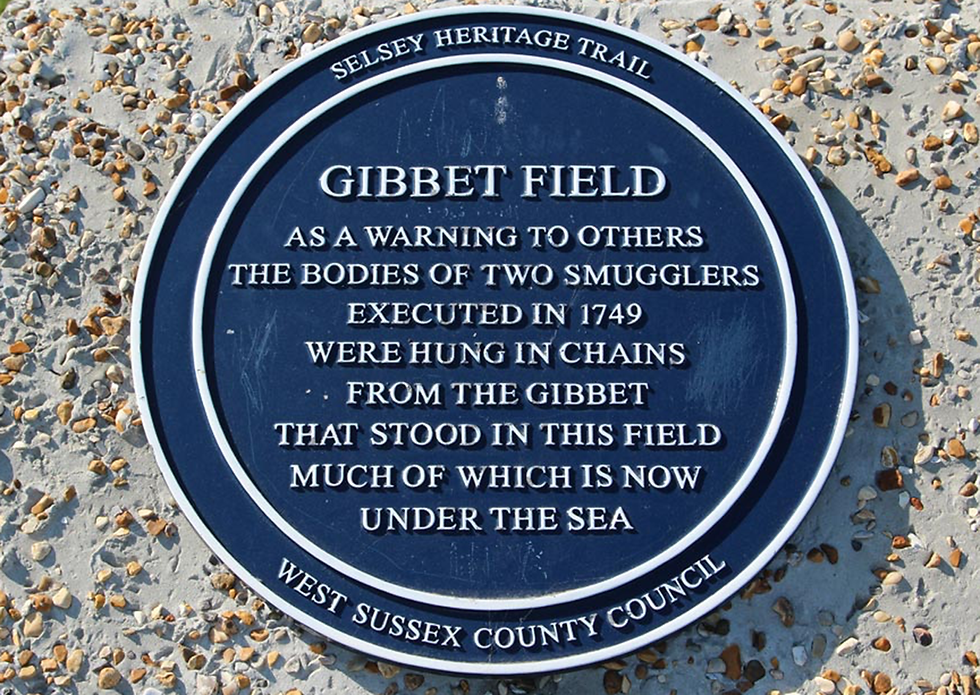 SELSEY HERITAGE TRAIL
GIBBET FIELD
AS A WARNING TO OTHERS
THE BODIES OF TWO SMUGGLERS
EXECUTED IN 1749
WERE HUNG IN CHAINS
FROM THE GIBBET
THAT STOOD IN THIS FIELD
MUCH OF WHICH IS NOW
UNDER THE SEA
WEST SUSSEX COUNTY COUNCIL